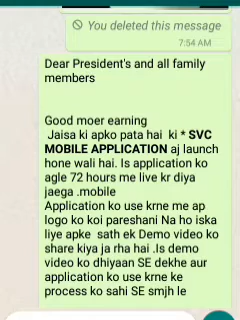 You deleted this message
7:54 AM
Dear President's and all family
members
Good moer earning
Jaisa ki apko pata hai ki * SVC
MOBILE APPLICATION aj launch
hone wali hai. Is application ko
agle 72 hours me live kr diya
jaega .mobile
Application ko use krne me ap
logo ko koi pareshani Na ho iska
liye apke sath ek Demo video ko
share kiya ja rha hai .Is demo
video ko dhiyaan SE dekhe aur
application ko use krne ke
process ko sahi SE smjh le